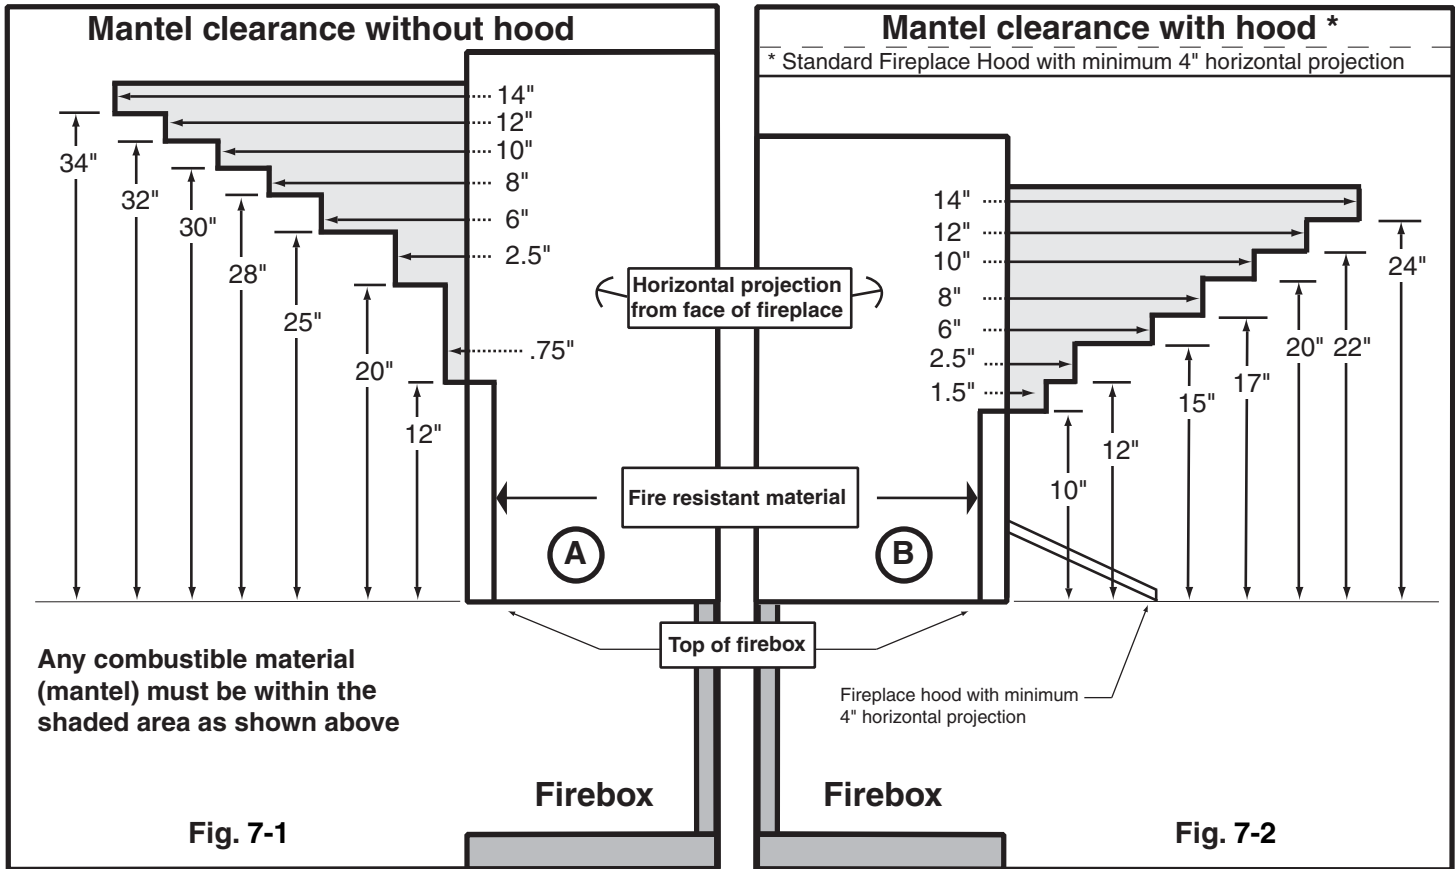 Mantel clearance without hood
14"
12"
10"
8"
6"
2.5"
.75"
34"
32"
30"
28"
25"
20"
12"
A
Any combustible material
(mantel) must be within the
shaded area as shown above
Firebox
Fig. 7-1
Horizontal projection
from face of fireplace
Fire resistant material
Top of firebox
Mantel clearance with hood *
* Standard Fireplace Hood with minimum 4" horizontal projection
14"
12"
10"
8"
6"
2.5"
1.5"
10"
12"
15"
17"
20"
22"
24"
B
Fireplace hood with minimum
4" horizontal projection
Firebox
Fig. 7-2